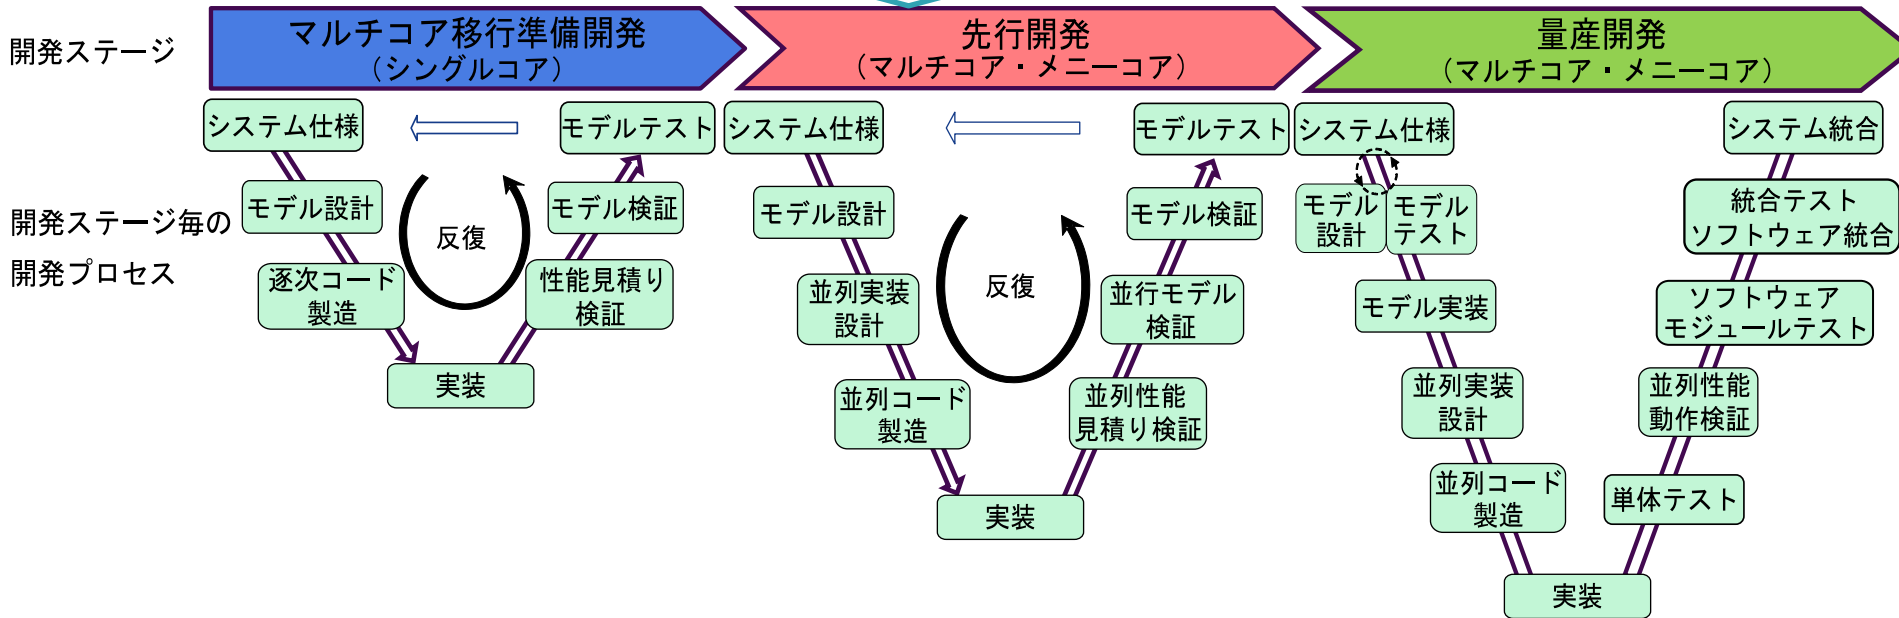 開発ステージ
マルチコア移行準備開発
（シングルコア）
先行開発
（マルチコア・メニーコア）
量産開発
（マルチコア・メニーコア）
開発ステージ毎の
開発プロセス
システム仕様
モデル設計
逐次コード
製造
実装
性能見積り
検証
モデル検証
モデルテスト
反復
システム仕様
モデル設計
並列実装
設計
並列コード
製造
実装
並列性能
見積り検証
並行モデル
検証
モデル検証
モデルテスト
反復
システム仕様
モデル
設計
モデル
テスト
モデル実装
並列実装
設計
並列コード
製造
実装
単体テスト
並列性能
動作検証
ソフトウェア
モジュールテスト
統合テスト
ソフトウェア統合
システム統合